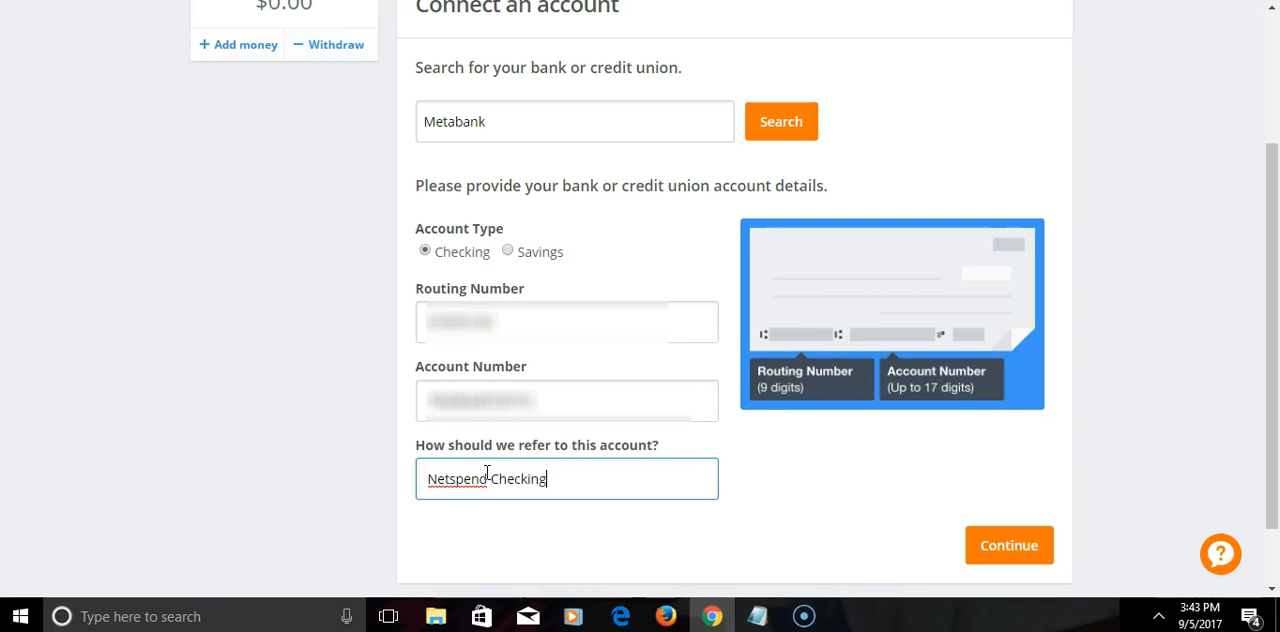 $0.00
+ Add money
− Withdraw
Connect an account
Search for your bank or credit union.
Metabank
Search
Please provide your bank or credit union account details.
Account Type
Checking
Savings
Routing Number
Account Number
How should we refer to this account?
Netspend Checking
Routing Number
(9 digits)
Account Number
(Up to 17 digits)
Continue
?
Type here to search
3:43 PM
9/5/2017
4